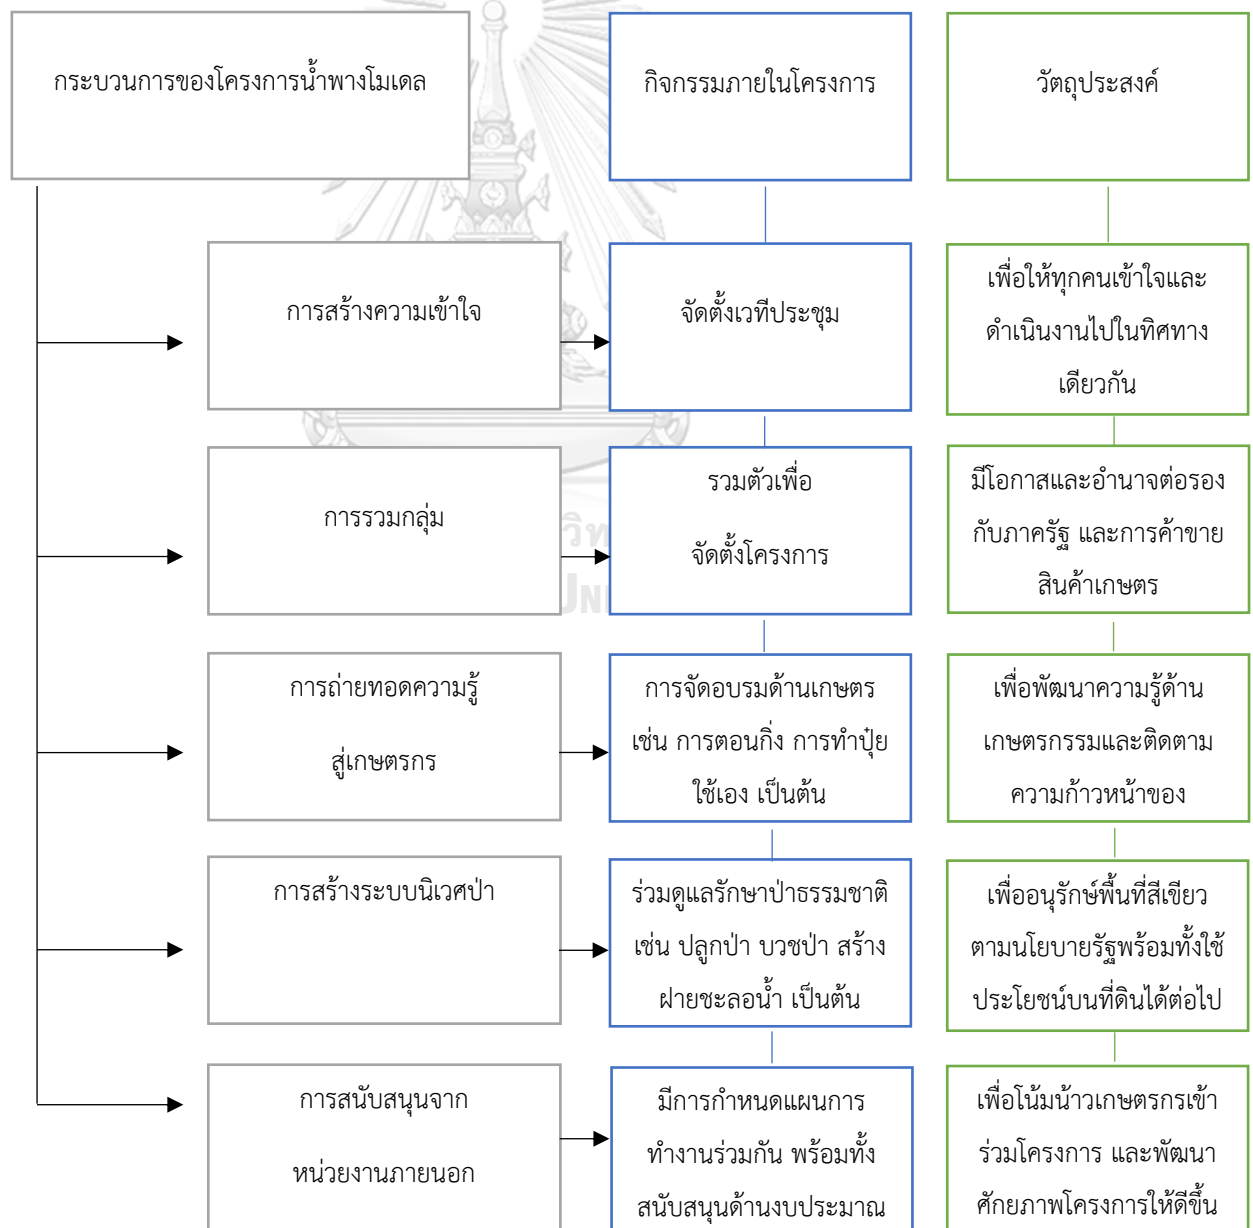 กระบวนการของโครงการน้ำพางโมเดล
กิจกรรมภายในโครงการ
วัตถุประสงค์
การสร้างความเข้าใจ
จัดตั้งเวทีประชุม
เพื่อให้ทุกคนเข้าใจและ
ดำเนินงานไปในทิศทาง
เดียวกัน
การรวมกลุ่ม
รวมตัวเพื่อ
จัดตั้งโครงการ
มีโอกาสและอำนาจต่อรอง
กับภาครัฐ และการค้าขาย
สินค้าเกษตร
การถ่ายทอดความรู้
สู่เกษตรกร
การจัดอบรมด้านเกษตร
เช่น การตอนกิ่ง การทำปุ๋ย
ใช้เอง เป็นต้น
เพื่อพัฒนาความรู้ด้าน
เกษตรกรรมและติดตาม
ความก้าวหน้าของ
การสร้างระบบนิเวศป่า
ร่วมดูแลรักษาป่าธรรมชาติ
เช่น ปลูกป่า บวชป่า สร้าง
ฝายชะลอน้ำ เป็นต้น
เพื่ออนุรักษ์พื้นที่สีเขียว
ตามนโยบายรัฐพร้อมทั้งใช้
ประโยชน์บนที่ดินได้ต่อไป
การสนับสนุนจาก
หน่วยงานภายนอก
มีการกำหนดแผนการ
ทำงานร่วมกัน พร้อมทั้ง
สนับสนุนด้านงบประมาณ
เพื่อโน้มน้าวเกษตรกรเข้า
ร่วมโครงการ และพัฒนา
ศักยภาพโครงการให้ดีขึ้น